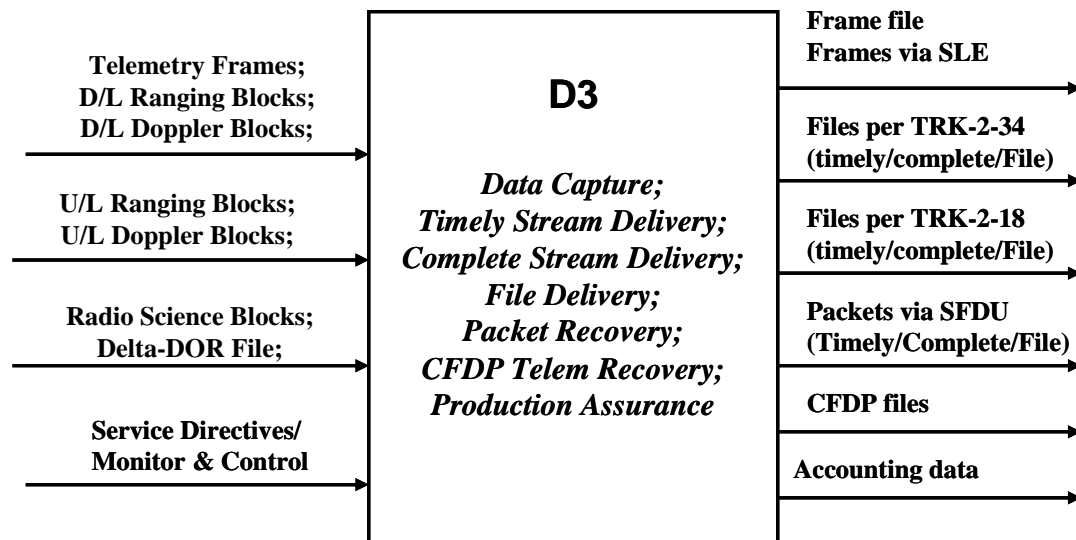 Telemetry Frames;
D/L Ranging Blocks;
D/L Doppler Blocks;
U/L Ranging Blocks;
U/L Doppler Blocks;
Radio Science Blocks;
Delta-DOR File;
Service Directives/
Monitor & Control
D3
Data Capture;
Timely Stream Delivery;
Complete Stream Delivery;
File Delivery;
Packet Recovery;
CFDP Telem Recovery;
Production Assurance
Frame file
Frames via SLE
Files per TRK-2-34
(timely/complete/File)
Files per TRK-2-18
(timely/complete/File)
Packets via SFDU
(Timely/Complete/File)
CFDP files
Accounting data